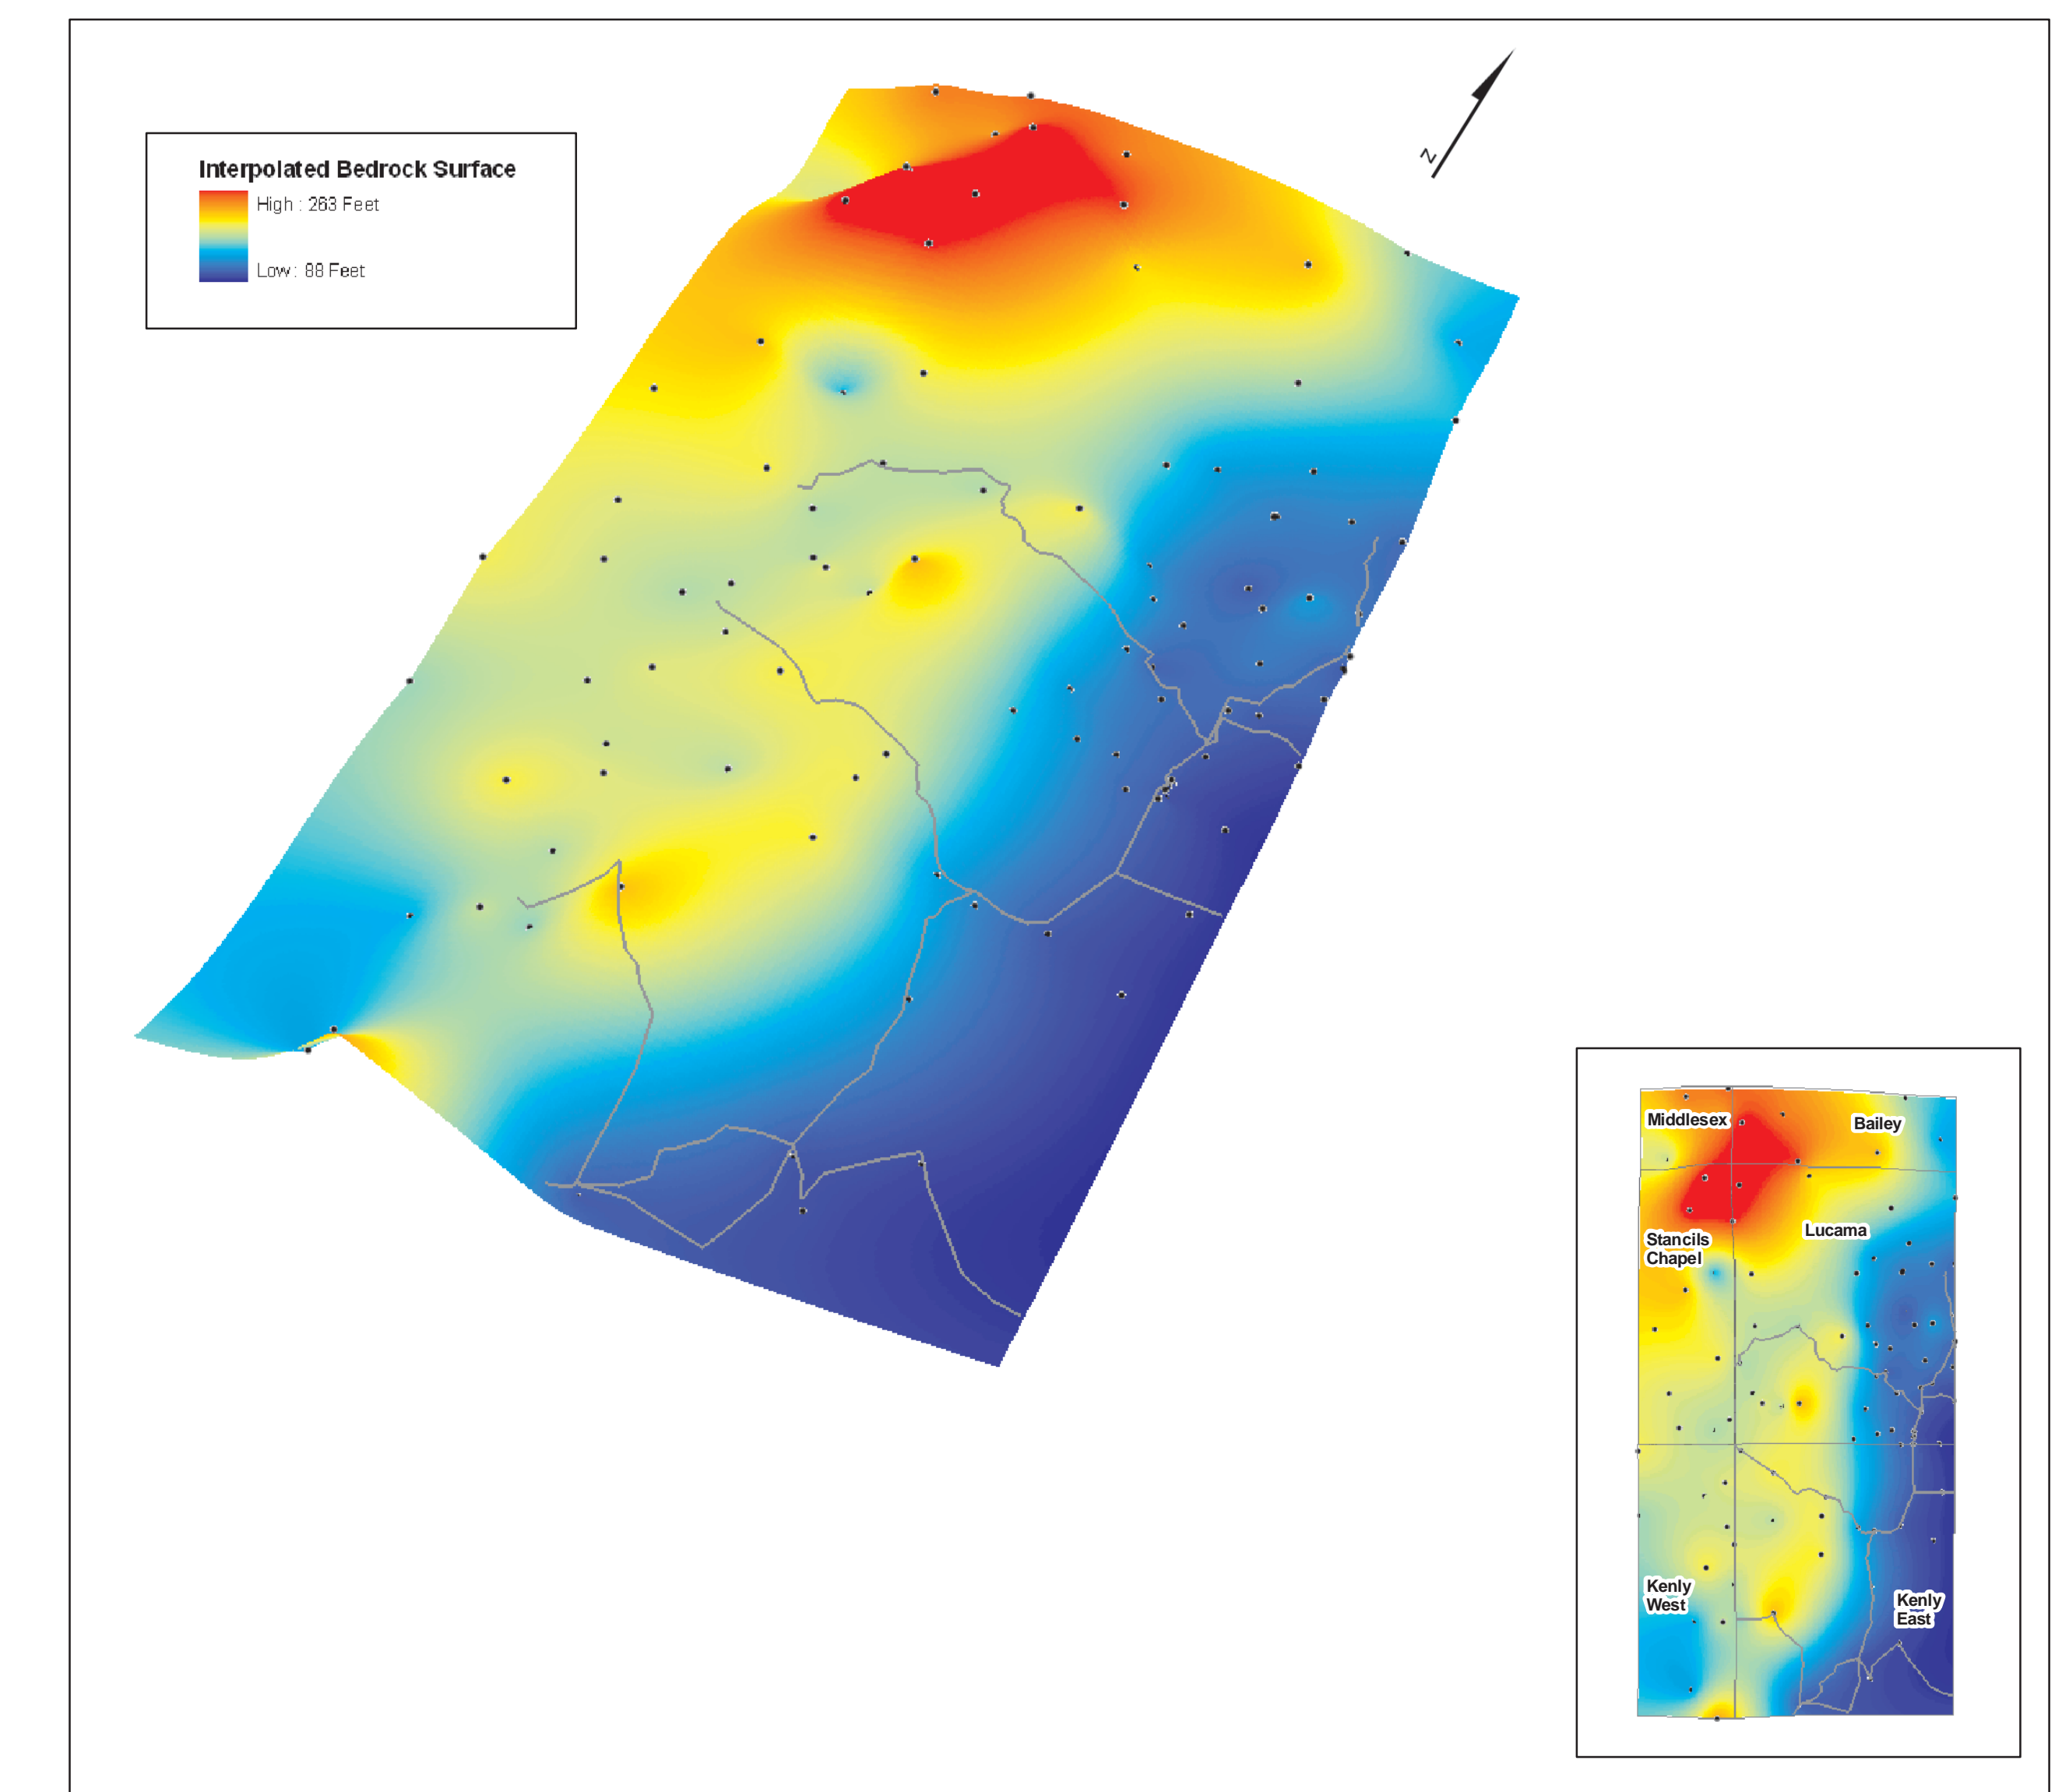 Interpolated Bedrock Surface
High : 263 Feet
Low : 88 Feet
N
Middlesex
Bailey
Stancils
Chapel
Lucama
Kenly
West
Kenly
East